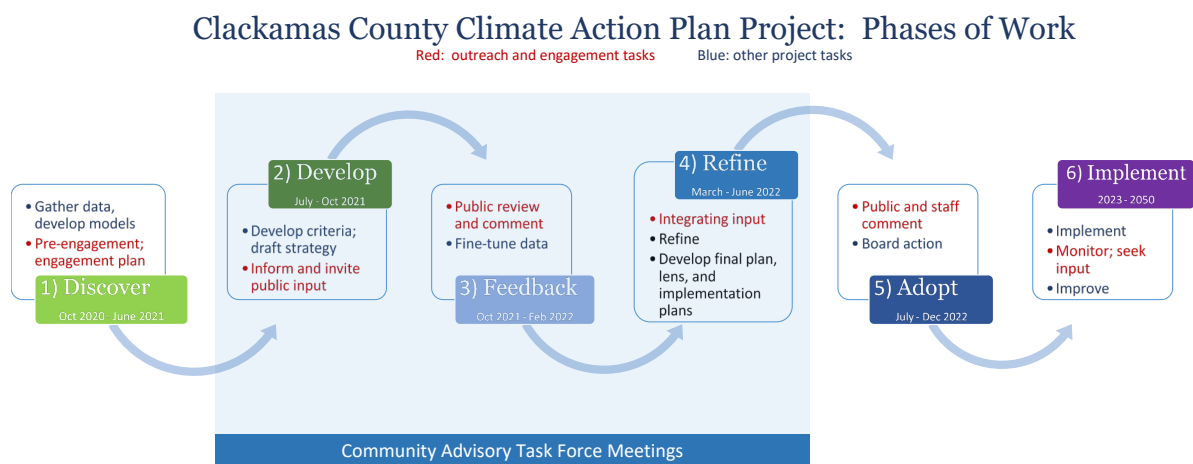 Clackamas County Climate Action Plan Project: Phases of Work
Red: outreach and engagement tasks Blue: other project tasks
• Gather data,
develop models
• Pre-engagement;
engagement plan
1) Discover
Oct 2020 - June 2021
2) Develop
July - Oct 2021
• Develop criteria;
draft strategy
• Inform and invite
public input
• Public review
and comment
• Fine-tune data
3) Feedback
Oct 2021 - Feb 2022
4) Refine
March - June 2022
• Integrating input
• Refine
• Develop final plan,
lens, and
implementation
plans
• Public and staff
comment
• Board action
5) Adopt
July - Dec 2022
6) Implement
2023 - 2050
• Implement
• Monitor; seek
input
• Improve
Community Advisory Task Force Meetings